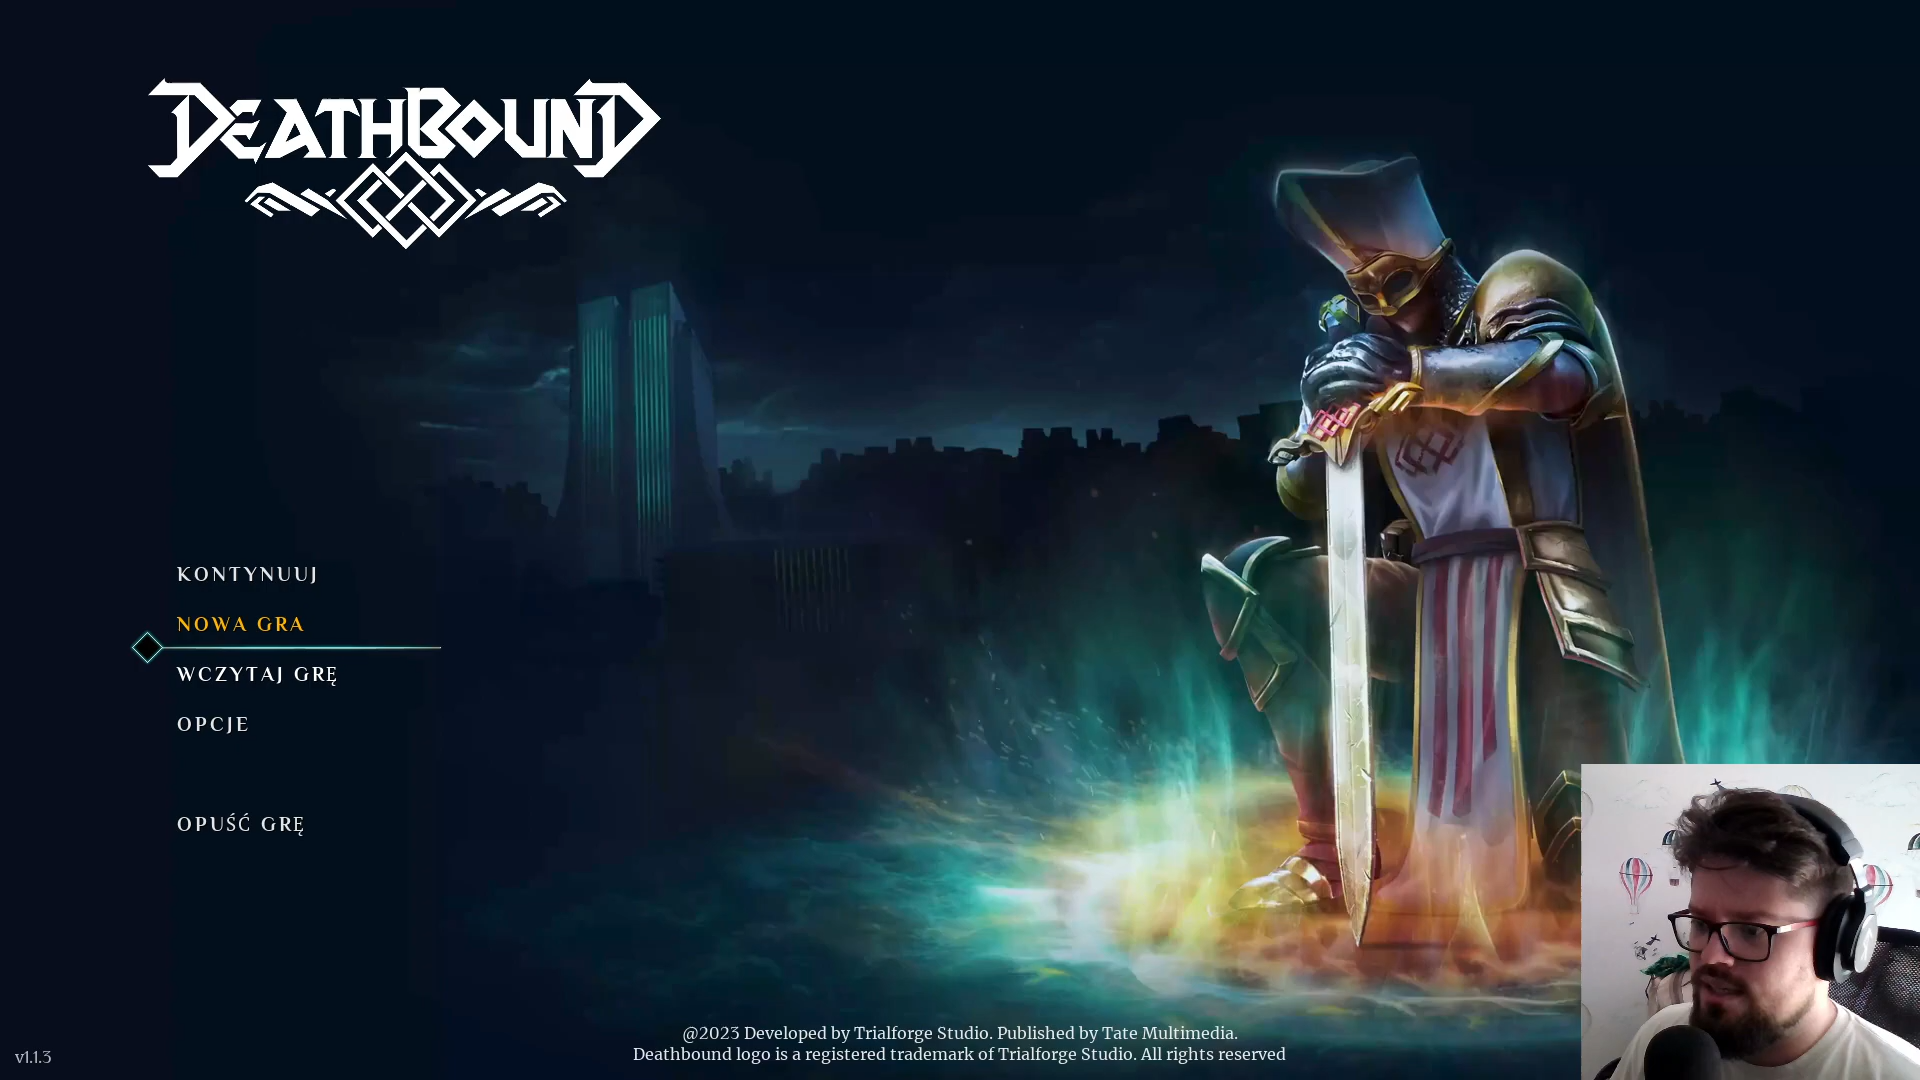 DEATHBOUND
KONTYNUUJ
NOWA GRA
WCZYTAJ GRĘ
OPCJE
OPUŚĆ GRĘ
@2023 Developed by Trialforge Studio. Published by Tate Multimedia.
Deathbound logo is a registered trademark of Trialforge Studio. All rights reserved
v1.1.3